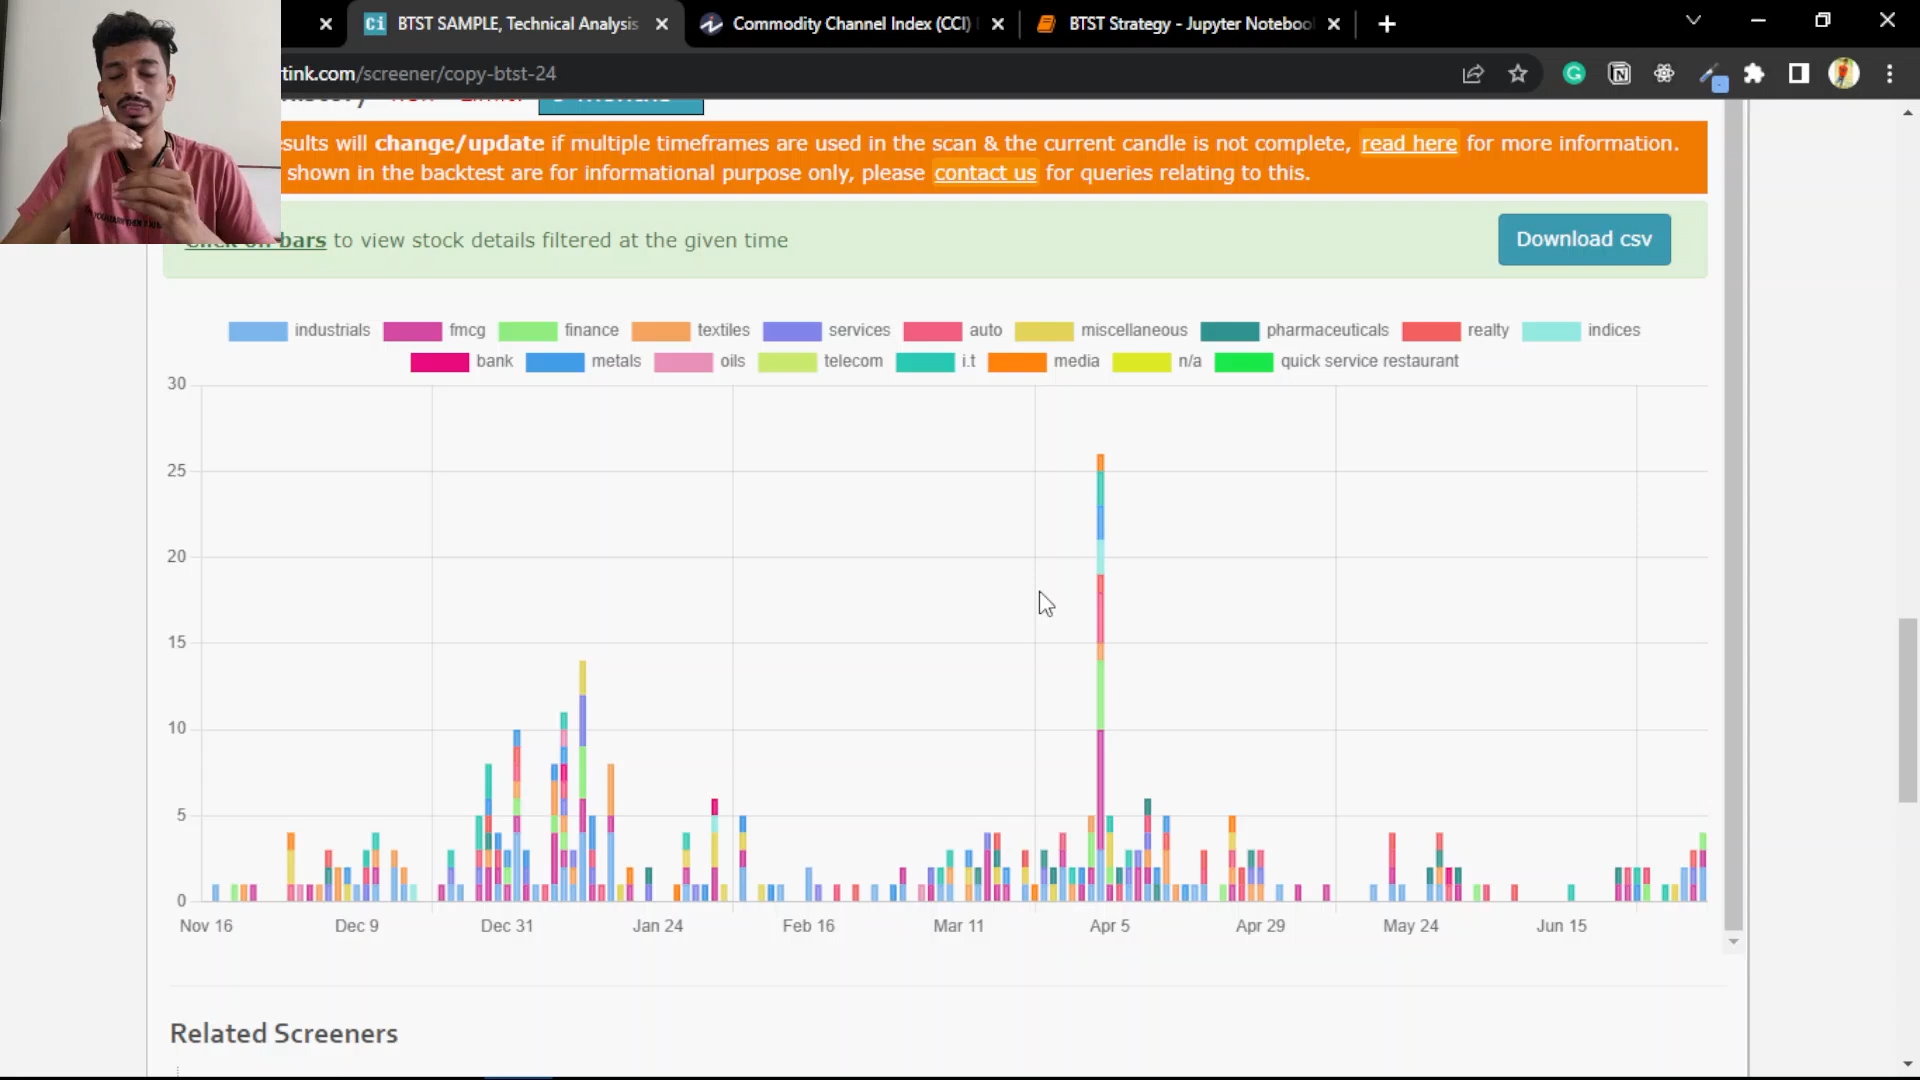 BTST SAMPLE, Technical Analysis
Commodity Channel Index (CCI)
BTST Strategy - Jupyter Noteboo
tink.com/screener/copy-btst-24
sults will change/update if multiple timeframes are used in the scan & the current candle is not complete, read here for more information.
shown in the backtest are for informational purpose only, please contact us for queries relating to this.
Click on bars to view stock details filtered at the given time
Download csv
industrials fmcg finance textiles services auto miscellaneous pharmaceuticals realty indices
bank metals oils telecom i.t media n/a quick service restaurant
30
25
20
15
10
5
0
Nov 16 Dec 9 Dec 31 Jan 24 Feb 16 Mar 11 Apr 5 Apr 29 May 24 Jun 15
Related Screeners